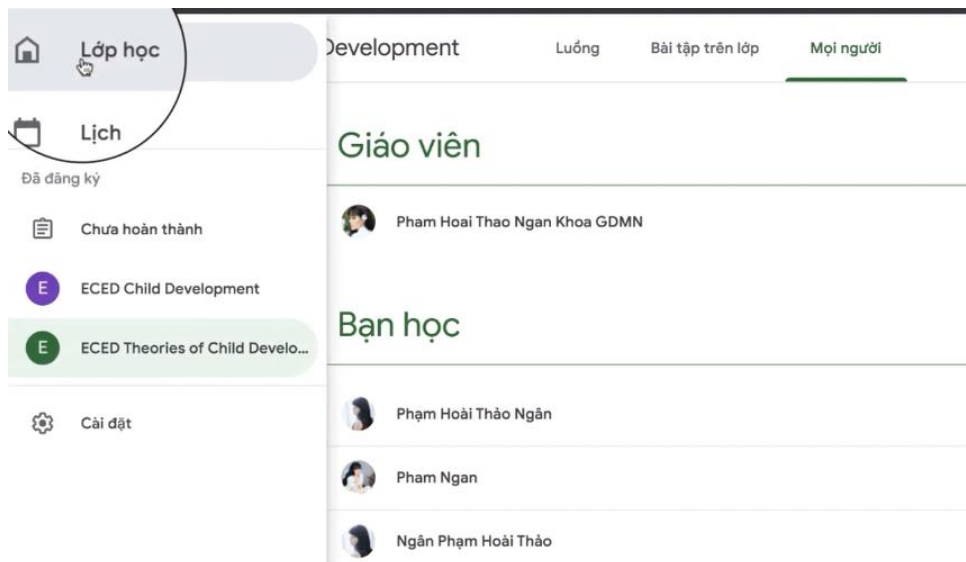 Lớp học
Lịch
Đã đăng ký
Chưa hoàn thành
E
ECED Child Development
E
ECED Theories of Child Develo...
Cài đặt
Development
Luồng
Bài tập trên lớp
Mọi người
Giáo viên
Pham Hoai Thao Ngan Khoa GDMN
Bạn học
Phạm Hoài Thảo Ngân
Pham Ngan
Ngân Phạm Hoài Thảo